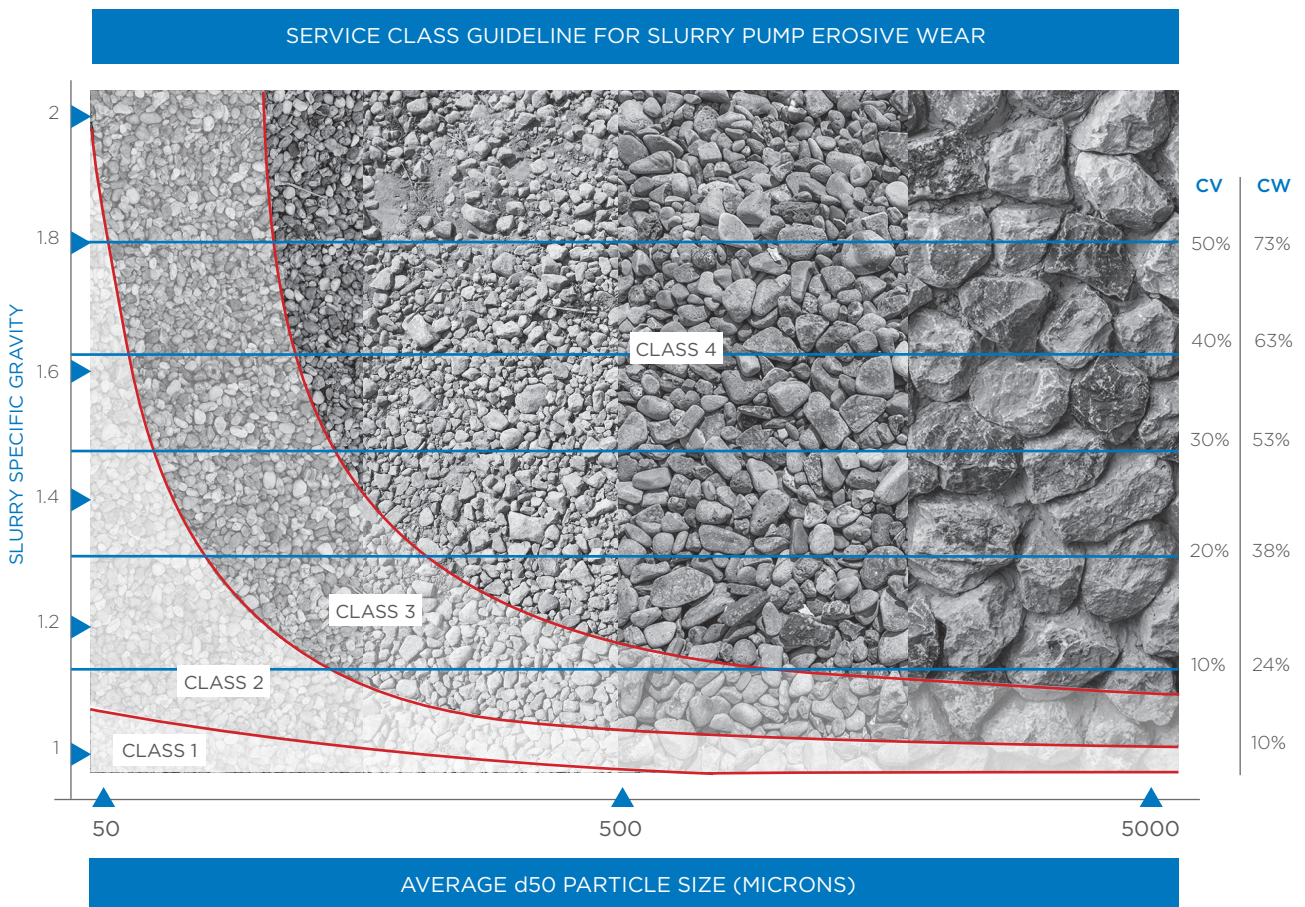 SERVICE CLASS GUIDELINE FOR SLURRY PUMP EROSIVE WEAR
SLURRY SPECIFIC GRAVITY
2
1.8
1.6
1.4
1.2
1
CLASS 4
CLASS 3
CLASS 2
CLASS 1
CV CW
50% 73%
40% 63%
30% 53%
20% 38%
10% 24%
10%
50 500 5000
AVERAGE d50 PARTICLE SIZE (MICRONS)